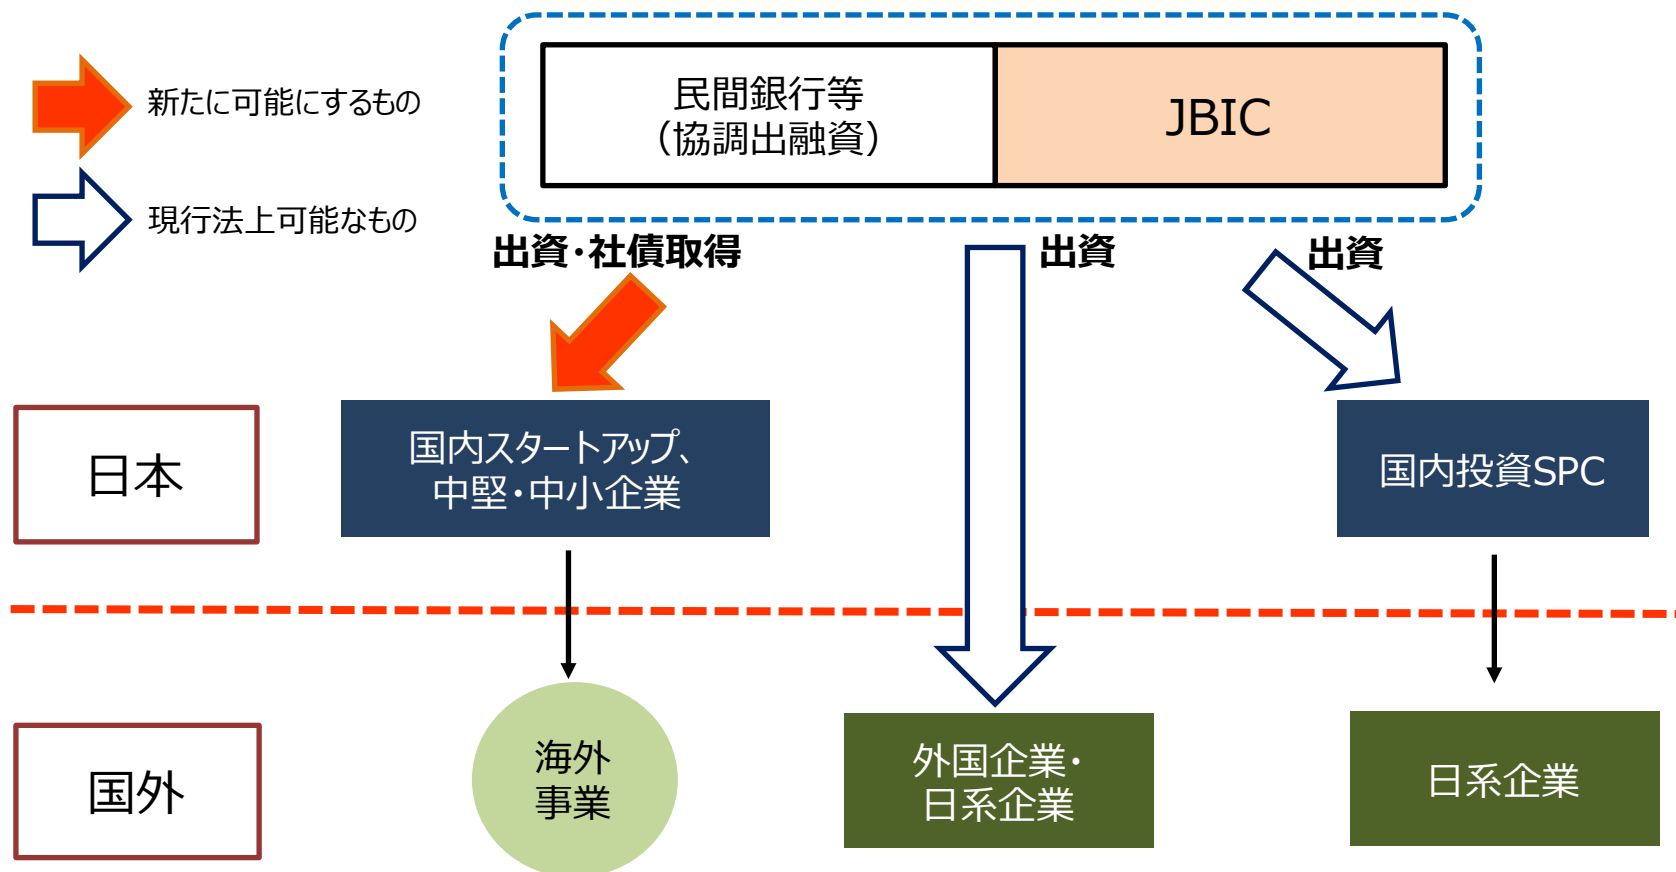 新たに可能にするもの
現行法上可能なもの
民間銀行等
（協調出融資）
JBIC
出資・社債取得
出資
出資
日本
国内スタートアップ、
中堅・中小企業
国内投資SPC
国外
海外
事業
外国企業・
日系企業
日系企業